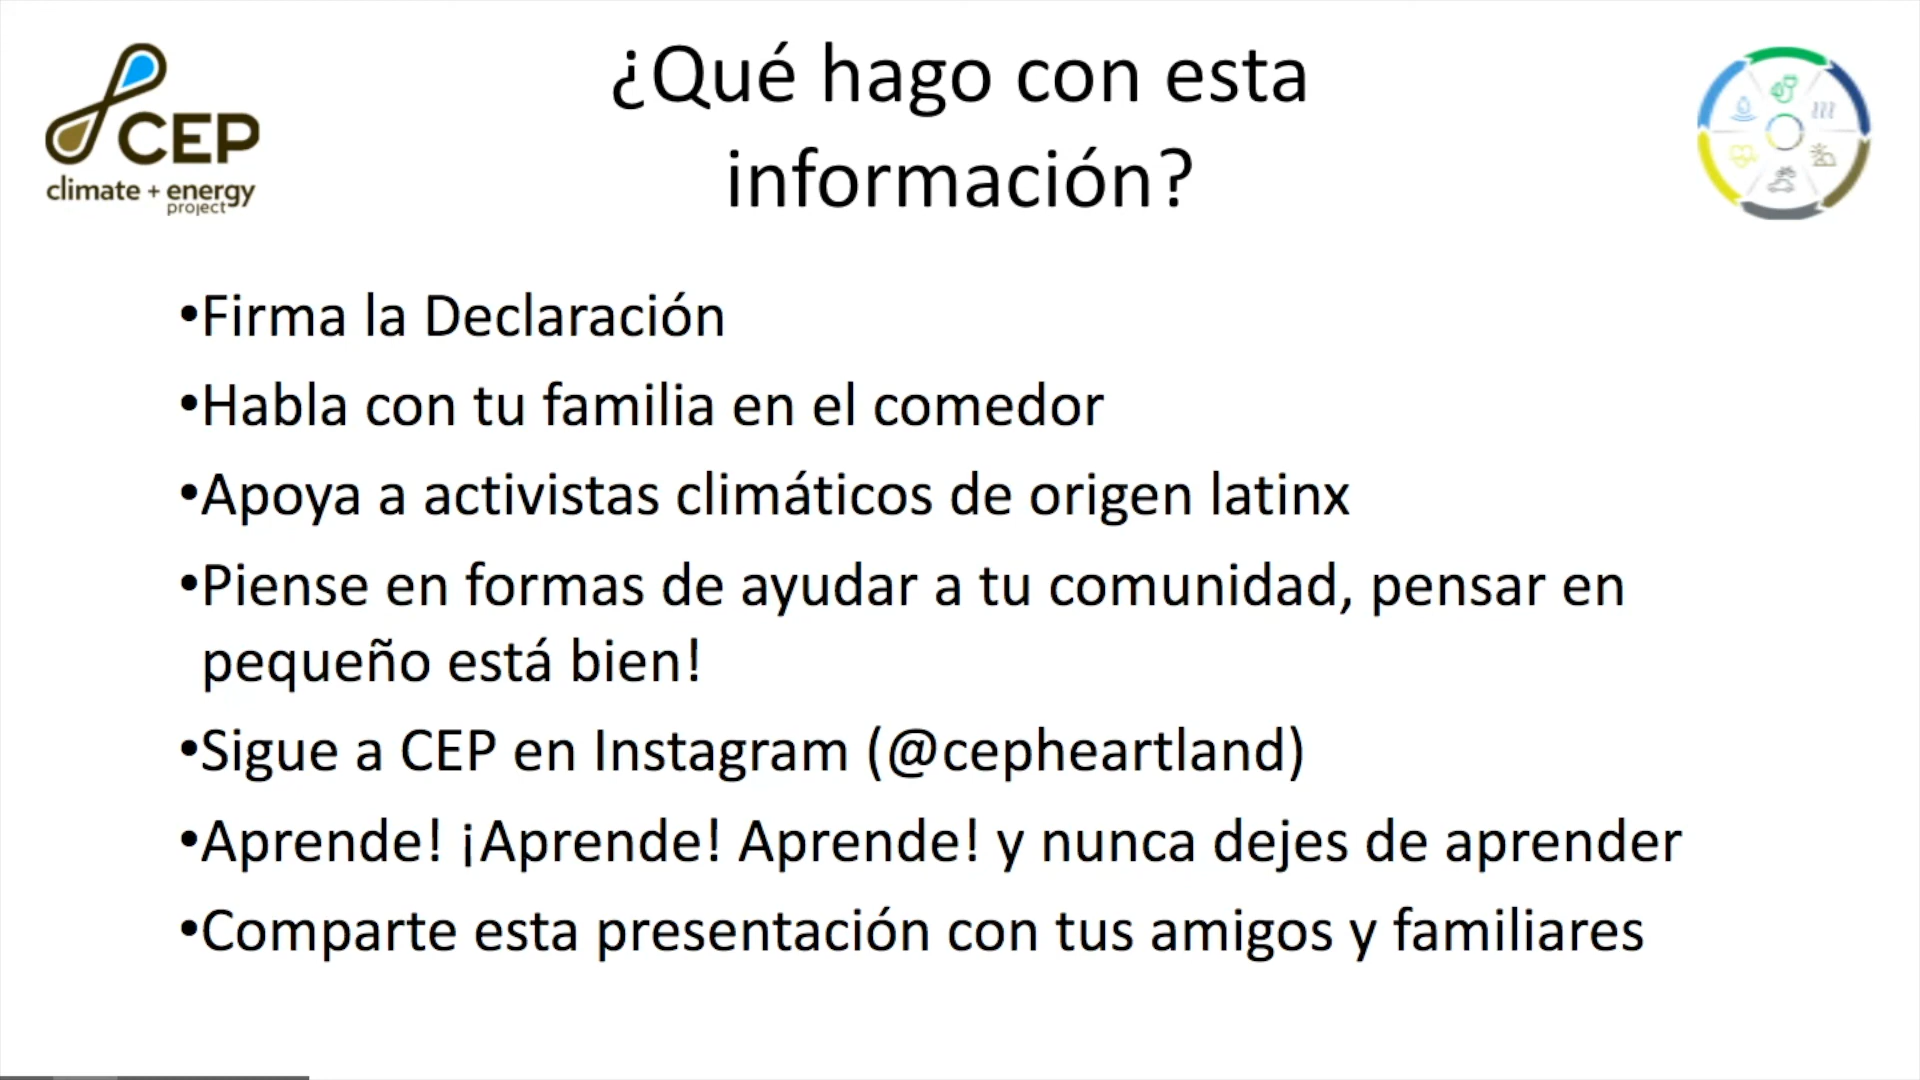 ¿Qué hago con esta
información?
CEP
climate + energy
project
•Firma la Declaración
•Habla con tu familia en el comedor
•Apoya a activistas climáticos de origen latinx
•Piense en formas de ayudar a tu comunidad, pensar en
pequeño está bien!
•Sigue a CEP en Instagram (@cepheartland)
•Aprende! ¡Aprende! Aprende! y nunca dejes de aprender
•Comparte esta presentación con tus amigos y familiares